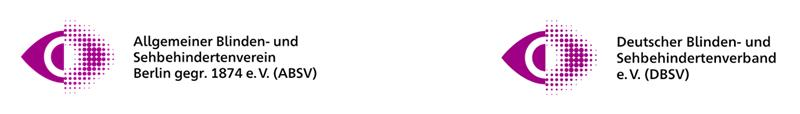 Allgemeiner Blinden- und
Sehbehindertenverein
Berlin gegr. 1874 e. V. (ABSV)
Deutscher Blinden- und
Sehbehindertenverband
e. V. (DBSV)